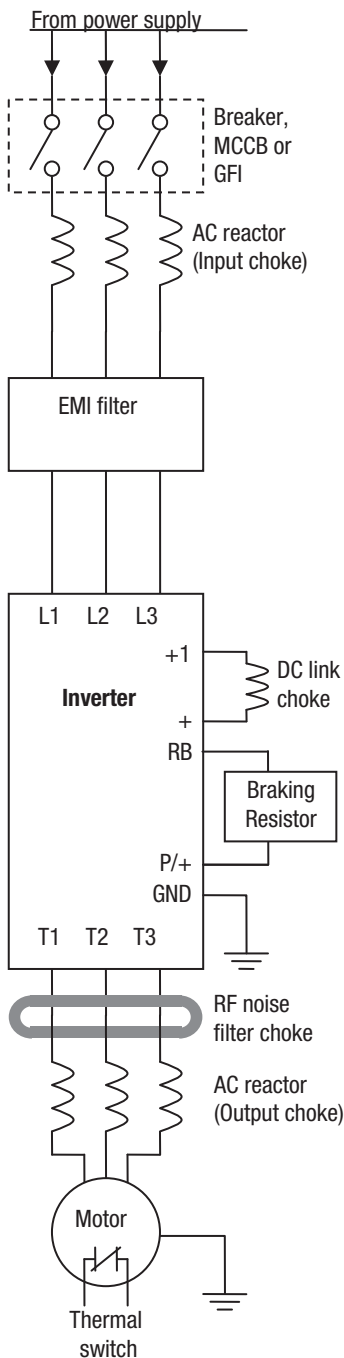 From power supply
Breaker,
MCCB or
GFI
AC reactor
(Input choke)
EMI filter
L1 L2 L3
+1
Inverter
DC link
choke
+
RB
Braking
Resistor
P/+
GND
T1 T2 T3
RF noise
filter choke
AC reactor
(Output choke)
Motor
Thermal
switch